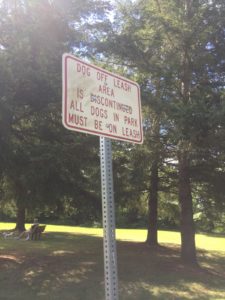 DOG OFF LEASH
AREA
IS DISCONTINUED
ALL DOGS IN PARK
MUST BE ON LEASH